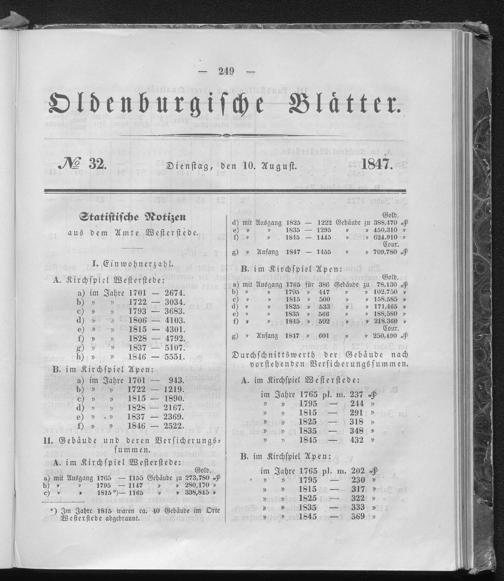 — 249 —
Oldenburgische Blätter.
№ 32. Dienstag, den 10. August. 1847.
Statistische Notizen
aus dem Amte Westerstede.
I. Einwohnerzahl.
A. Kirchspiel Westerstede:
a) im Jahre 1701 — 2674.
b) » » 1722 — 3034.
c) » » 1793 — 3683.
d) » » 1806 — 4103.
e) » » 1815 — 4301.
f) » » 1828 — 4792.
g) » » 1837 — 5107.
h) » » 1846 — 5551.
B. im Kirchspiel Apen:
a) im Jahre 1701 — 943.
b) » » 1722 — 1219.
c) » » 1815 — 1890.
d) » » 1828 — 2167.
e) » » 1837 — 2369.
f) » » 1846 — 2522.
II. Gebäude und deren Versicherungs-
summen.
A. im Kirchspiel Westerstede:
Gold.
a) mit Ausgang 1765 — 1155 Gebäude zu 273,780 ₰
b) » » 1795 — 1147 » » 280,170 »
c) » » 1815*)— 1165 » » 338,845 »
*) Im Jahre 1815 waren ca. 40 Gebäude im Orte
Westerstede abgebrannt.
Gold.
d) mit Ausgang 1825 — 1222 Gebäude zu 388,470 ₰
e) » » 1835 — 1295 » » 450,310 »
f) » » 1845 — 1445 » » 624,910 »
Cour.
g) » Anfang 1847 — 1455 » » 709,780 ₰
B. im Kirchspiel Apen:
Gold.
a) mit Ausgang 1765 für 386 Gebäude zu 78,130 ₰
b) » » 1795 » 447 » » 102,750 »
c) » » 1815 » 500 » » 158,585 »
d) » » 1825 » 533 » » 171,465 »
e) » » 1835 » 566 » » 188,580 »
f) » » 1845 » 592 » » 218,360 »
Cour.
g) » Anfang 1847 » 601 » » 250,490 ₰
Durchschnittswerth der Gebäude nach
vorstehenden Versicherungssummen.
A. im Kirchspiel Westerstede:
im Jahre 1765 pl. m. 237 ₰
» » 1795 — 244 »
» » 1815 — 291 »
» » 1825 — 318 »
» » 1835 — 348 »
» » 1845 — 432 »
B. im Kirchspiel Apen:
im Jahre 1765 pl. m. 202 ₰
» » 1795 — 230 »
» » 1815 — 317 »
» » 1825 — 322 »
» » 1835 — 333 »
» » 1845 — 369 »